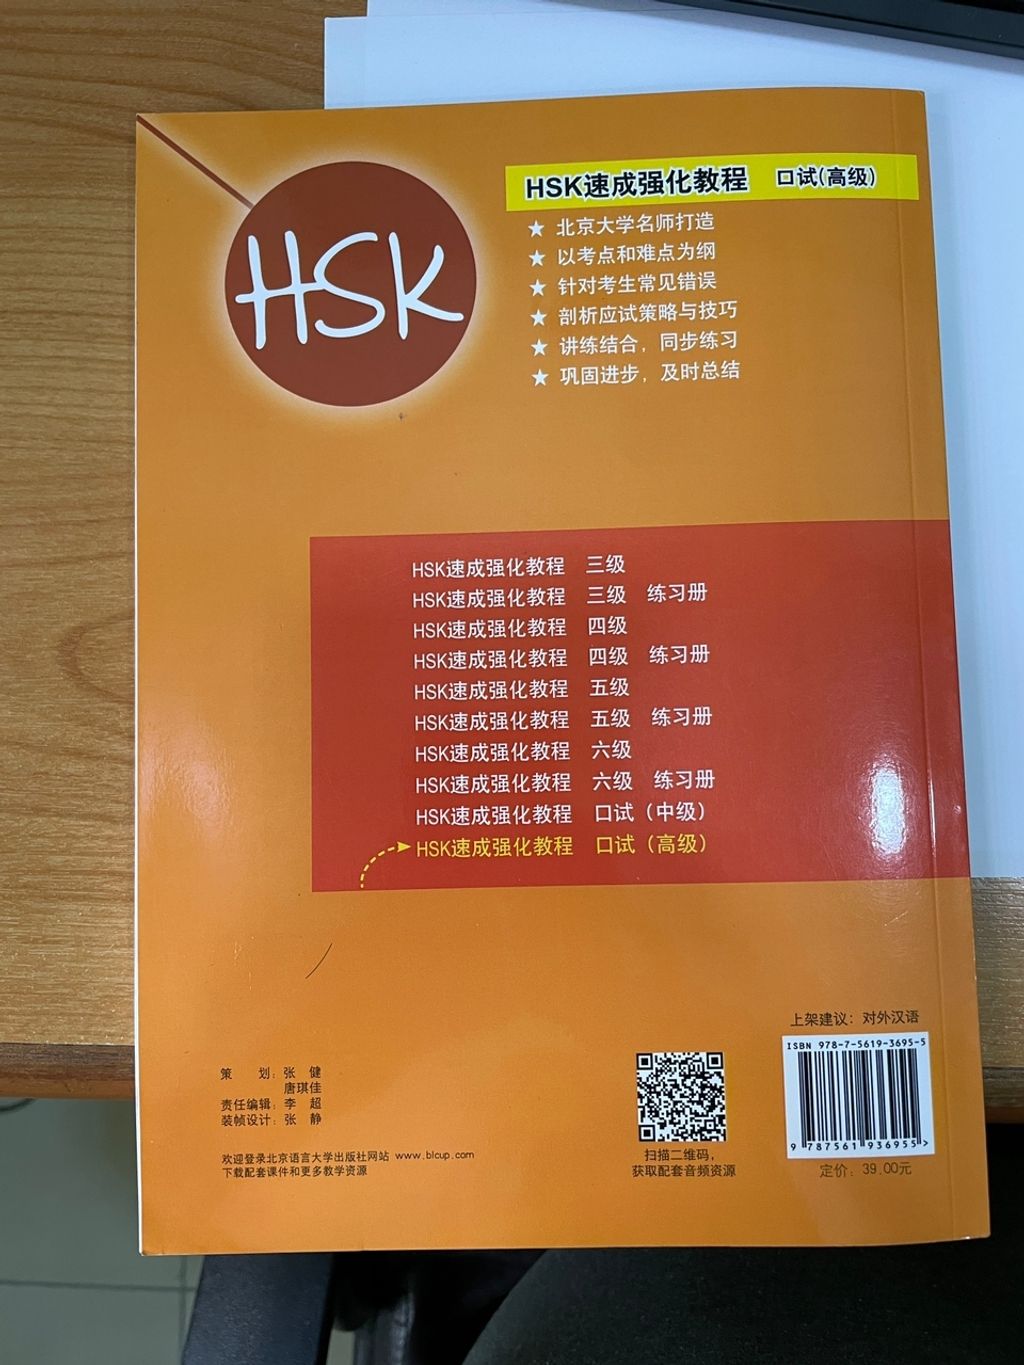 HSK
HSK速成强化教程 口试(高级)
★ 北京大学名师打造
★ 以考点和难点为纲
★ 针对考生常见错误
★ 剖析应试策略与技巧
★ 讲练结合，同步练习
★ 巩固进步，及时总结
HSK速成强化教程 三级
HSK速成强化教程 三级 练习册
HSK速成强化教程 四级
HSK速成强化教程 四级 练习册
HSK速成强化教程 五级
HSK速成强化教程 五级 练习册
HSK速成强化教程 六级
HSK速成强化教程 六级 练习册
HSK速成强化教程 口试（中级）
HSK速成强化教程 口试（高级）
策 划：张 健
唐琪佳
责任编辑：李 超
装帧设计：张 静
欢迎登录北京语言大学出版社网站 www.blcup.com
下载配套课件和更多教学资源
扫描二维码，
获取配套音频资源
上架建议：对外汉语
ISBN 978-7-5619-3695-5
9 787561 936955 >
定价：39.00元